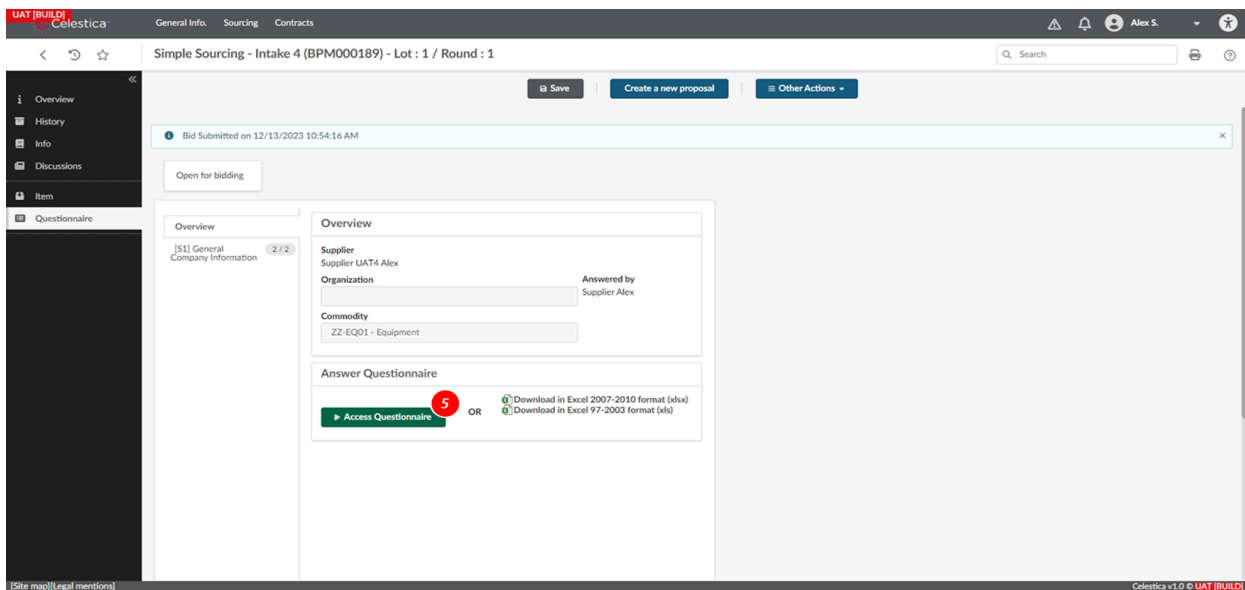 UAT [BUILD]
Celestica
General Info. Sourcing Contracts
Alex S.
Simple Sourcing - Intake 4 (BPM000189) - Lot : 1 / Round : 1
Search
Save
Create a new proposal
Other Actions
Overview
History
Info
Discussions
Item
Questionnaire
Bid Submitted on 12/13/2023 10:54:16 AM
Open for bidding
Overview
[S1] General Company Information 2 / 2
Overview
Supplier
Supplier UAT4 Alex
Organization
Answered by
Supplier Alex
Commodity
ZZ-EQ01 - Equipment
Answer Questionnaire
Access Questionnaire
5
OR
Download in Excel 2007-2010 format (xlsx)
Download in Excel 97-2003 format (xls)
[Site map][Legal mentions]
Celestica v1.0 © UAT [BUILD]